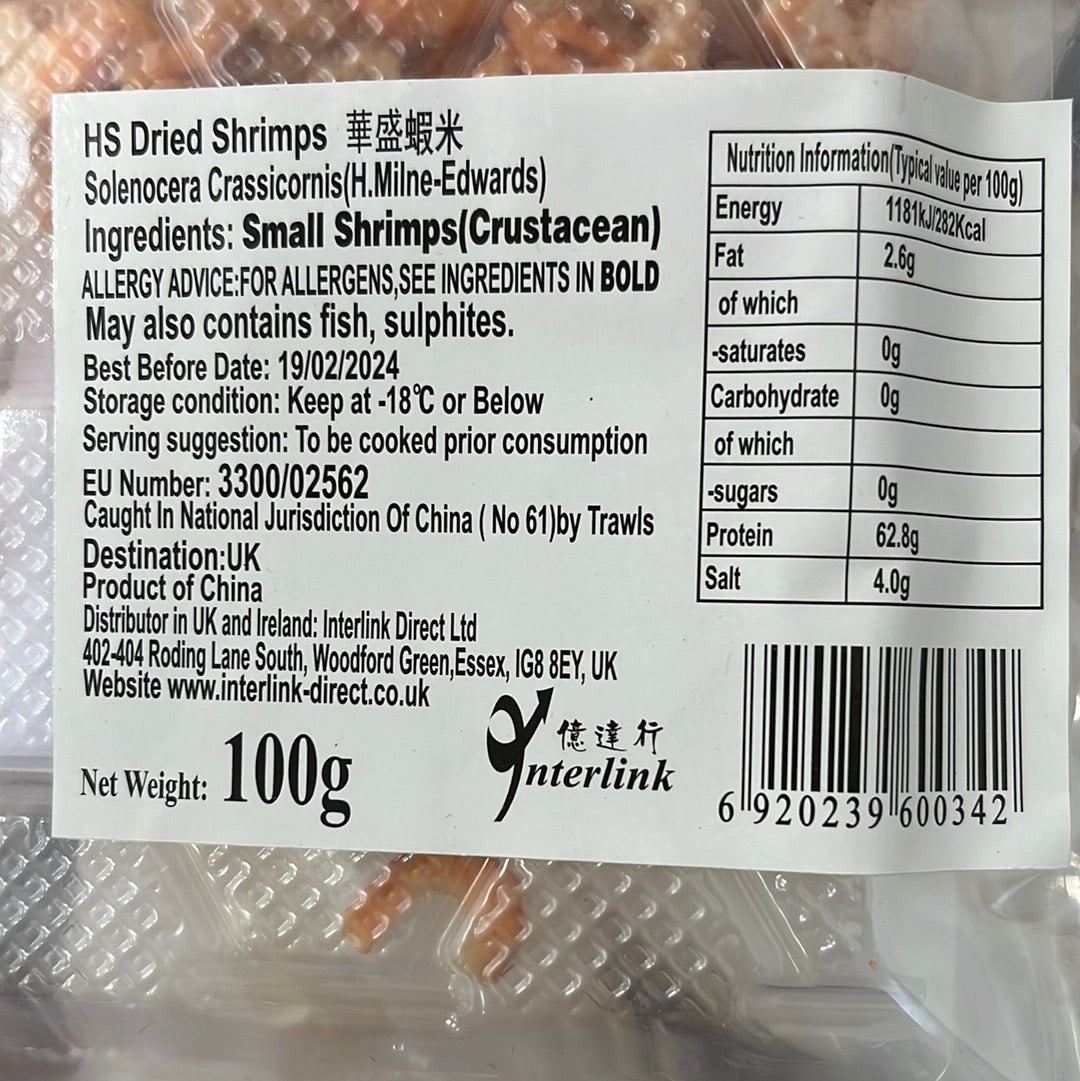 HS Dried Shrimps 華盛蝦米
Solenocera Crassicornis(H.Milne-Edwards)
Ingredients: Small Shrimps(Crustacean)
ALLERGY ADVICE:FOR ALLERGENS,SEE INGREDIENTS IN BOLD
May also contains fish, sulphites.
Best Before Date: 19/02/2024
Storage condition: Keep at -18℃ or Below
Serving suggestion: To be cooked prior consumption
EU Number: 3300/02562
Caught In National Jurisdiction Of China ( No 61)by Trawls
Destination:UK
Product of China
Distributor in UK and Ireland: Interlink Direct Ltd
402-404 Roding Lane South, Woodford Green,Essex, IG8 8EY, UK
Website www.interlink-direct.co.uk
Net Weight: 100g
億達行
Interlink
Nutrition Information(Typical value per 100g)
Energy 1181kJ/282Kcal
Fat 2.6g
of which
-saturates 0g
Carbohydrate 0g
of which
-sugars 0g
Protein 62.8g
Salt 4.0g
6 920239 600342